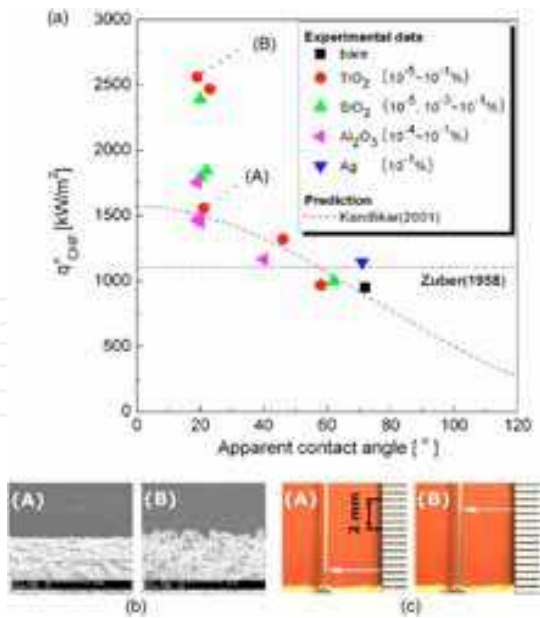 (a)
3000
2500
2000
1500
1000
500
0
q"CHF [kW/m²]
(B)
(A)
Experimental data
bare
TiO₂ (10⁻⁵~10⁻¹%)
SiO₂ (10⁻⁵, 10⁻³~10⁻¹%)
Al₂O₃ (10⁻⁴~10⁻¹%)
Ag
Prediction
Kandlikar(2001)
Zuber(1958)
0 20 40 60 80 100 120
Apparent contact angle [°]
(A) (B) (A) 2 mm (B)
(b) (c)